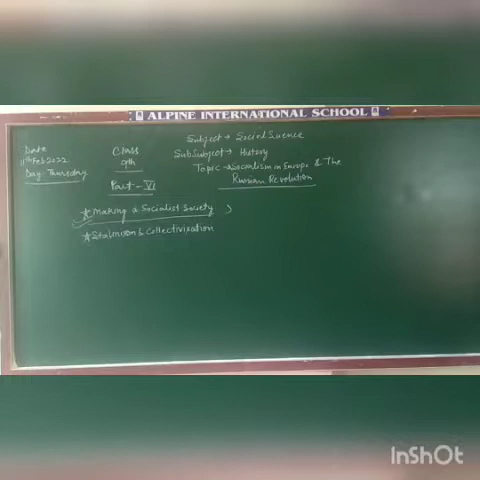 ALPINE INTERNATIONAL SCHOOL
Subject → Social Science
Date
11th Feb 2022
Day: Thursday
Class
9th
Part - VI
Sub Subject → History
Topic → Socialism in Europe & The
Russian Revolution
★ Making a Socialist Society
★ Stalinism & Collectivization
InShOt